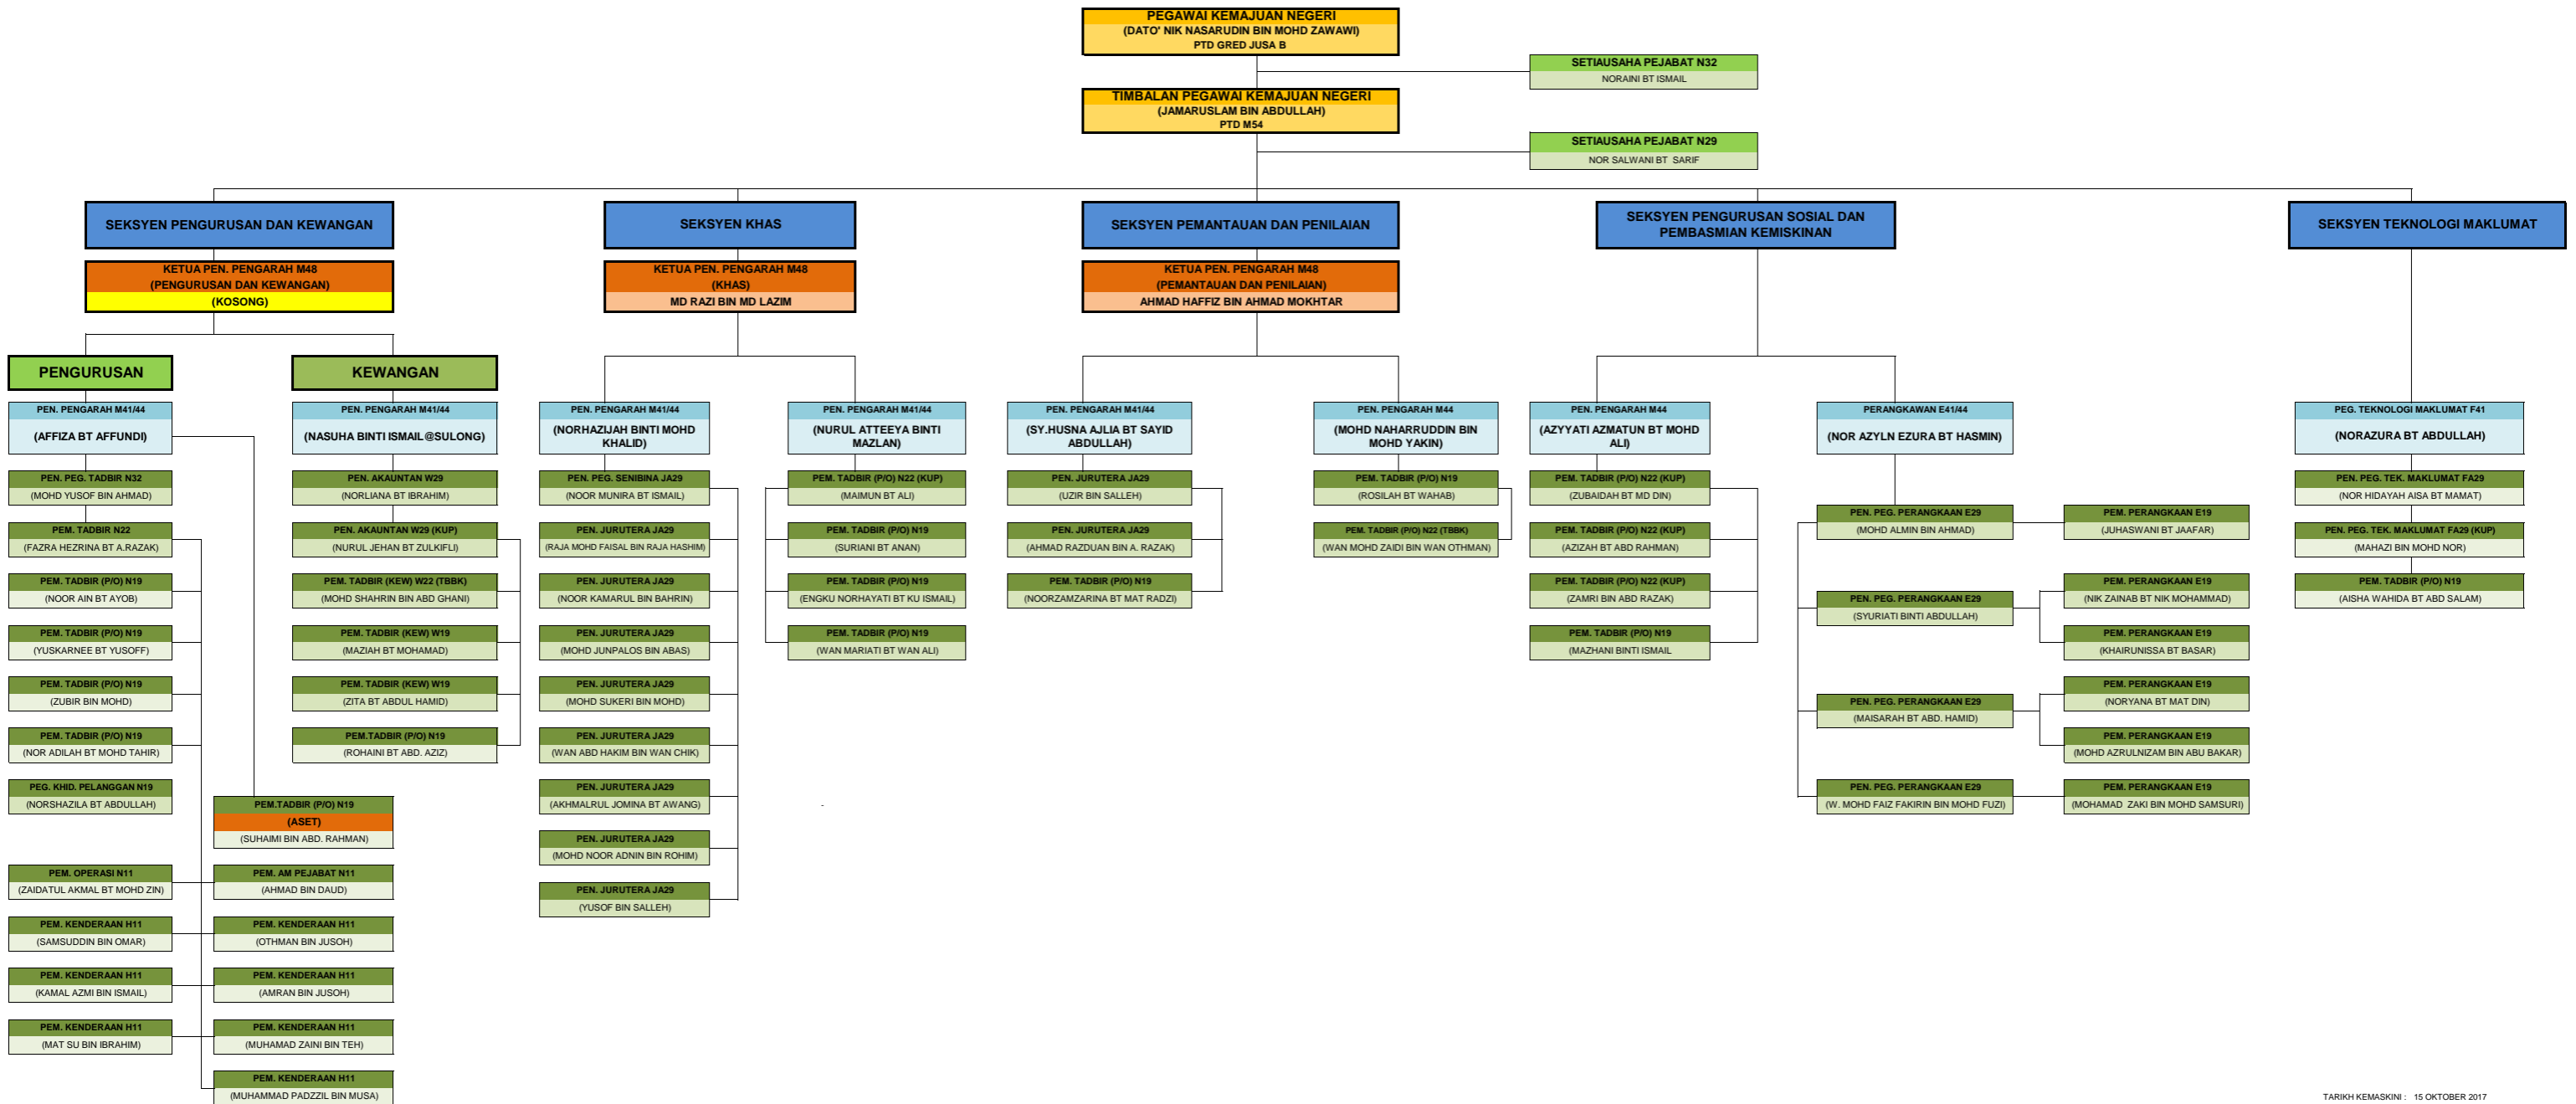 PEGAWAI KEMAJUAN NEGERI
(DATO' NIK NASARUDIN BIN MOHD ZAWAWI)
PTD GRED JUSA B
SETIAUSAHA PEJABAT N32
NORAINI BT ISMAIL
TIMBALAN PEGAWAI KEMAJUAN NEGERI
(JAMARUSLAM BIN ABDULLAH)
PTD M54
SETIAUSAHA PEJABAT N29
NOR SALWANI BT SARIF
SEKSYEN PENGURUSAN DAN KEWANGAN
KETUA PEN. PENGARAH M48
(PENGURUSAN DAN KEWANGAN)
(KOSONG)
PENGURUSAN
PEN. PENGARAH M41/44
(AFFIZA BT AFFUNDI)
PEN. PEG. TADBIR N32
(MOHD YUSOF BIN AHMAD)
PEM. TADBIR N22
(FAZRA HEZRINA BT A.RAZAK)
PEM. TADBIR (P/O) N19
(NOOR AIN BT AYOB)
PEM. TADBIR (P/O) N19
(YUSKARNEE BT YUSOFF)
PEM. TADBIR (P/O) N19
(ZUBIR BIN MOHD)
PEM. TADBIR (P/O) N19
(NOR ADILAH BT MOHD TAHIR)
PEG. KHID. PELANGGAN N19
(NORSHAZILA BT ABDULLAH)
PEM.TADBIR (P/O) N19
(ASET)
(SUHAIMI BIN ABD. RAHMAN)
PEM. OPERASI N11
(ZAIDATUL AKMAL BT MOHD ZIN)
PEM. AM PEJABAT N11
(AHMAD BIN DAUD)
PEM. KENDERAAN H11
(SAMSUDDIN BIN OMAR)
PEM. KENDERAAN H11
(OTHMAN BIN JUSOH)
PEM. KENDERAAN H11
(KAMAL AZMI BIN ISMAIL)
PEM. KENDERAAN H11
(AMRAN BIN JUSOH)
PEM. KENDERAAN H11
(MAT SU BIN IBRAHIM)
PEM. KENDERAAN H11
(MUHAMAD ZAINI BIN TEH)
PEM. KENDERAAN H11
(MUHAMMAD PADZZIL BIN MUSA)
KEWANGAN
PEN. PENGARAH M41/44
(NASUHA BINTI ISMAIL@SULONG)
PEN. AKAUNTAN W29
(NORLIANA BT IBRAHIM)
PEN. AKAUNTAN W29 (KUP)
(NURUL JEHAN BT ZULKIFLI)
PEM. TADBIR (KEW) W22 (TBBK)
(MOHD SHAHRIN BIN ABD GHANI)
PEM. TADBIR (KEW) W19
(MAZIAH BT MOHAMAD)
PEM. TADBIR (KEW) W19
(ZITA BT ABDUL HAMID)
PEM.TADBIR (P/O) N19
(ROHAINI BT ABD. AZIZ)
SEKSYEN KHAS
KETUA PEN. PENGARAH M48
(KHAS)
MD RAZI BIN MD LAZIM
PEN. PENGARAH M41/44
(NORHAZIJAH BINTI MOHD
KHALID)
PEN. PEG. SENIBINA JA29
(NOOR MUNIRA BT ISMAIL)
PEN. JURUTERA JA29
(RAJA MOHD FAISAL BIN RAJA HASHIM)
PEN. JURUTERA JA29
(NOOR KAMARUL BIN BAHRIN)
PEN. JURUTERA JA29
(MOHD JUNPALOS BIN ABAS)
PEN. JURUTERA JA29
(MOHD SUKERI BIN MOHD)
PEN. JURUTERA JA29
(WAN ABD HAKIM BIN WAN CHIK)
PEN. JURUTERA JA29
(AKHMALRUL JOMINA BT AWANG)
PEN. JURUTERA JA29
(MOHD NOOR ADNIN BIN ROHIM)
PEN. JURUTERA JA29
(YUSOF BIN SALLEH)
PEN. PENGARAH M41/44
(NURUL ATTEEYA BINTI
MAZLAN)
PEM. TADBIR (P/O) N22 (KUP)
(MAIMUN BT ALI)
PEM. TADBIR (P/O) N19
(SURIANI BT ANAN)
PEM. TADBIR (P/O) N19
(ENGKU NORHAYATI BT KU ISMAIL)
PEM. TADBIR (P/O) N19
(WAN MARIATI BT WAN ALI)
-
SEKSYEN PEMANTAUAN DAN PENILAIAN
KETUA PEN. PENGARAH M48
(PEMANTAUAN DAN PENILAIAN)
AHMAD HAFFIZ BIN AHMAD MOKHTAR
PEN. PENGARAH M41/44
(SY.HUSNA AJLIA BT SAYID
ABDULLAH)
PEN. JURUTERA JA29
(UZIR BIN SALLEH)
PEN. JURUTERA JA29
(AHMAD RAZDUAN BIN A. RAZAK)
PEM. TADBIR (P/O) N19
(NOORZAMZARINA BT MAT RADZI)
PEN. PENGARAH M44
(MOHD NAHARRUDDIN BIN
MOHD YAKIN)
PEM. TADBIR (P/O) N19
(ROSILAH BT WAHAB)
PEM. TADBIR (P/O) N22 (TBBK)
(WAN MOHD ZAIDI BIN WAN OTHMAN)
SEKSYEN PENGURUSAN SOSIAL DAN
PEMBASMIAN KEMISKINAN
PEN. PENGARAH M44
(AZYYATI AZMATUN BT MOHD
ALI)
PEM. TADBIR (P/O) N22 (KUP)
(ZUBAIDAH BT MD DIN)
PEM. TADBIR (P/O) N22 (KUP)
(AZIZAH BT ABD RAHMAN)
PEM. TADBIR (P/O) N22 (KUP)
(ZAMRI BIN ABD RAZAK)
PEM. TADBIR (P/O) N19
(MAZHANI BINTI ISMAIL
PERANGKAWAN E41/44
(NOR AZYLN EZURA BT HASMIN)
PEN. PEG. PERANGKAAN E29
(MOHD ALMIN BIN AHMAD)
PEM. PERANGKAAN E19
(JUHASWANI BT JAAFAR)
PEN. PEG. PERANGKAAN E29
(SYURIATI BINTI ABDULLAH)
PEM. PERANGKAAN E19
(NIK ZAINAB BT NIK MOHAMMAD)
PEM. PERANGKAAN E19
(KHAIRUNISSA BT BASAR)
PEN. PEG. PERANGKAAN E29
(MAISARAH BT ABD. HAMID)
PEM. PERANGKAAN E19
(NORYANA BT MAT DIN)
PEM. PERANGKAAN E19
(MOHD AZRULNIZAM BIN ABU BAKAR)
PEN. PEG. PERANGKAAN E29
(W. MOHD FAIZ FAKIRIN BIN MOHD FUZI)
PEM. PERANGKAAN E19
(MOHAMAD ZAKI BIN MOHD SAMSURI)
SEKSYEN TEKNOLOGI MAKLUMAT
PEG. TEKNOLOGI MAKLUMAT F41
(NORAZURA BT ABDULLAH)
PEN. PEG. TEK. MAKLUMAT FA29
(NOR HIDAYAH AISA BT MAMAT)
PEN. PEG. TEK. MAKLUMAT FA29 (KUP)
(MAHAZI BIN MOHD NOR)
PEM. TADBIR (P/O) N19
(AISHA WAHIDA BT ABD SALAM)
TARIKH KEMASKINI : 15 OKTOBER 2017